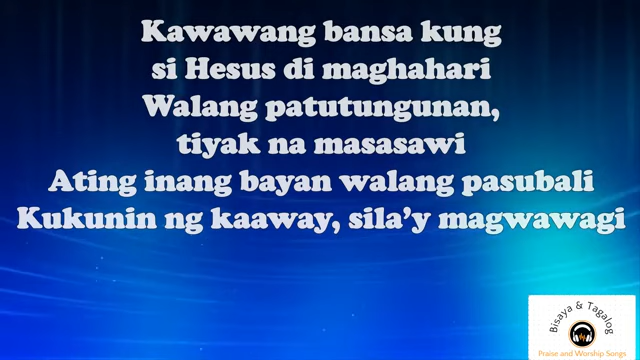 Kawawang bansa kung
si Hesus di maghahari
Walang patutungunan,
tiyak na masasawi
Ating inang bayan walang pasubali
Kukunin ng kaaway, sila'y magwawagi
Bisaya & Tagalog
Praise and Worship Songs